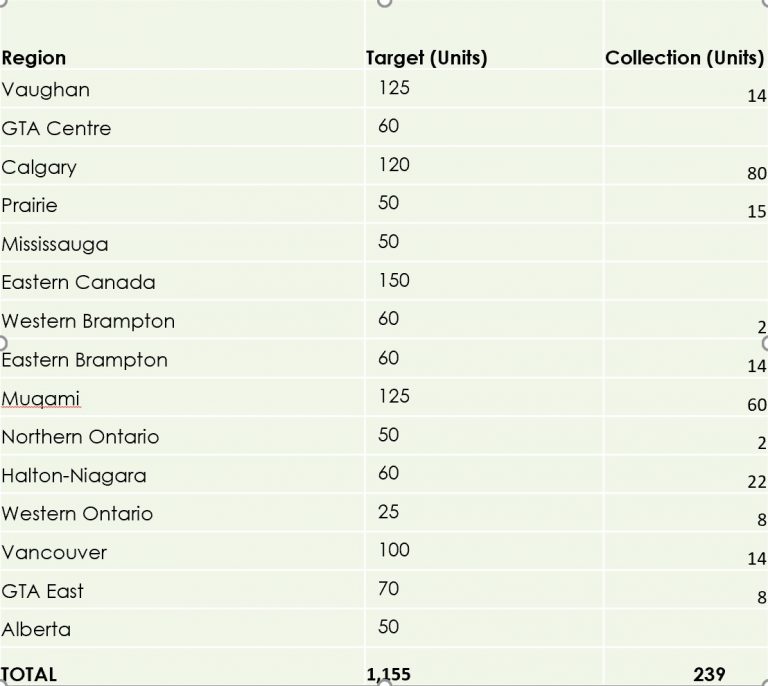 Region Target (Units) Collection (Units)
Vaughan 125 14
GTA Centre 60
Calgary 120 80
Prairie 50 15
Mississauga 50
Eastern Canada 150
Western Brampton 60 2
Eastern Brampton 60 14
Muqami 125 60
Northern Ontario 50 2
Halton-Niagara 60 22
Western Ontario 25 8
Vancouver 100 14
GTA East 70 8
Alberta 50
TOTAL 1,155 239